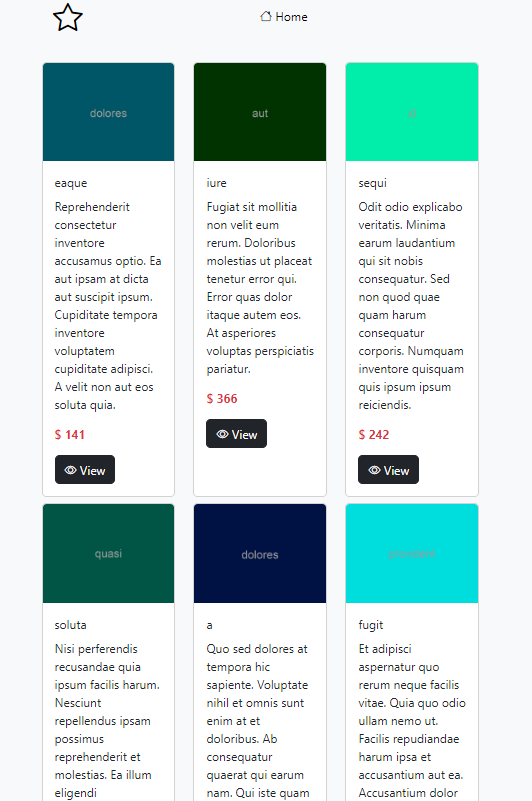 Home
dolores
eaque
Reprehenderit
consectetur
inventore
accusamus optio. Ea
aut ipsam at dicta
aut suscipit ipsum.
Cupiditate tempora
inventore
voluptatem
cupiditate adipisci.
A velit non aut eos
soluta quia.
$ 141
View
aut
iure
Fugiat sit mollitia
non velit eum
rerum. Doloribus
molestias ut placeat
tenetur error qui.
Error quas dolor
itaque autem eos.
At asperiores
voluptas perspiciatis
pariatur.
$ 366
View
sequi
Odit odio explicabo
veritatis. Minima
earum laudantium
qui sit nobis
consequatur. Sed
non quod quae
quam harum
consequatur
corporis. Numquam
inventore quisquam
quis ipsum ipsum
reiciendis.
$ 242
View
quasi
soluta
Nisi perferendis
recusandae quia
ipsum facilis harum.
Nesciunt
repellendus ipsam
possimus
reprehenderit et
molestias. Ea illum
eligendi
dolores
a
Quo sed dolores at
tempora hic
sapiente. Voluptate
nihil et omnis sunt
enim at et
doloribus. Ab
consequatur
quaerat qui earum
nam. Qui iste quam
fugit
Et adipisci
aspernatur quo
rerum neque facilis
vitae. Quia quo odio
ullam nemo ut.
Facilis repudiandae
harum ipsa et
accusantium aut ea.
Accusantium dolor